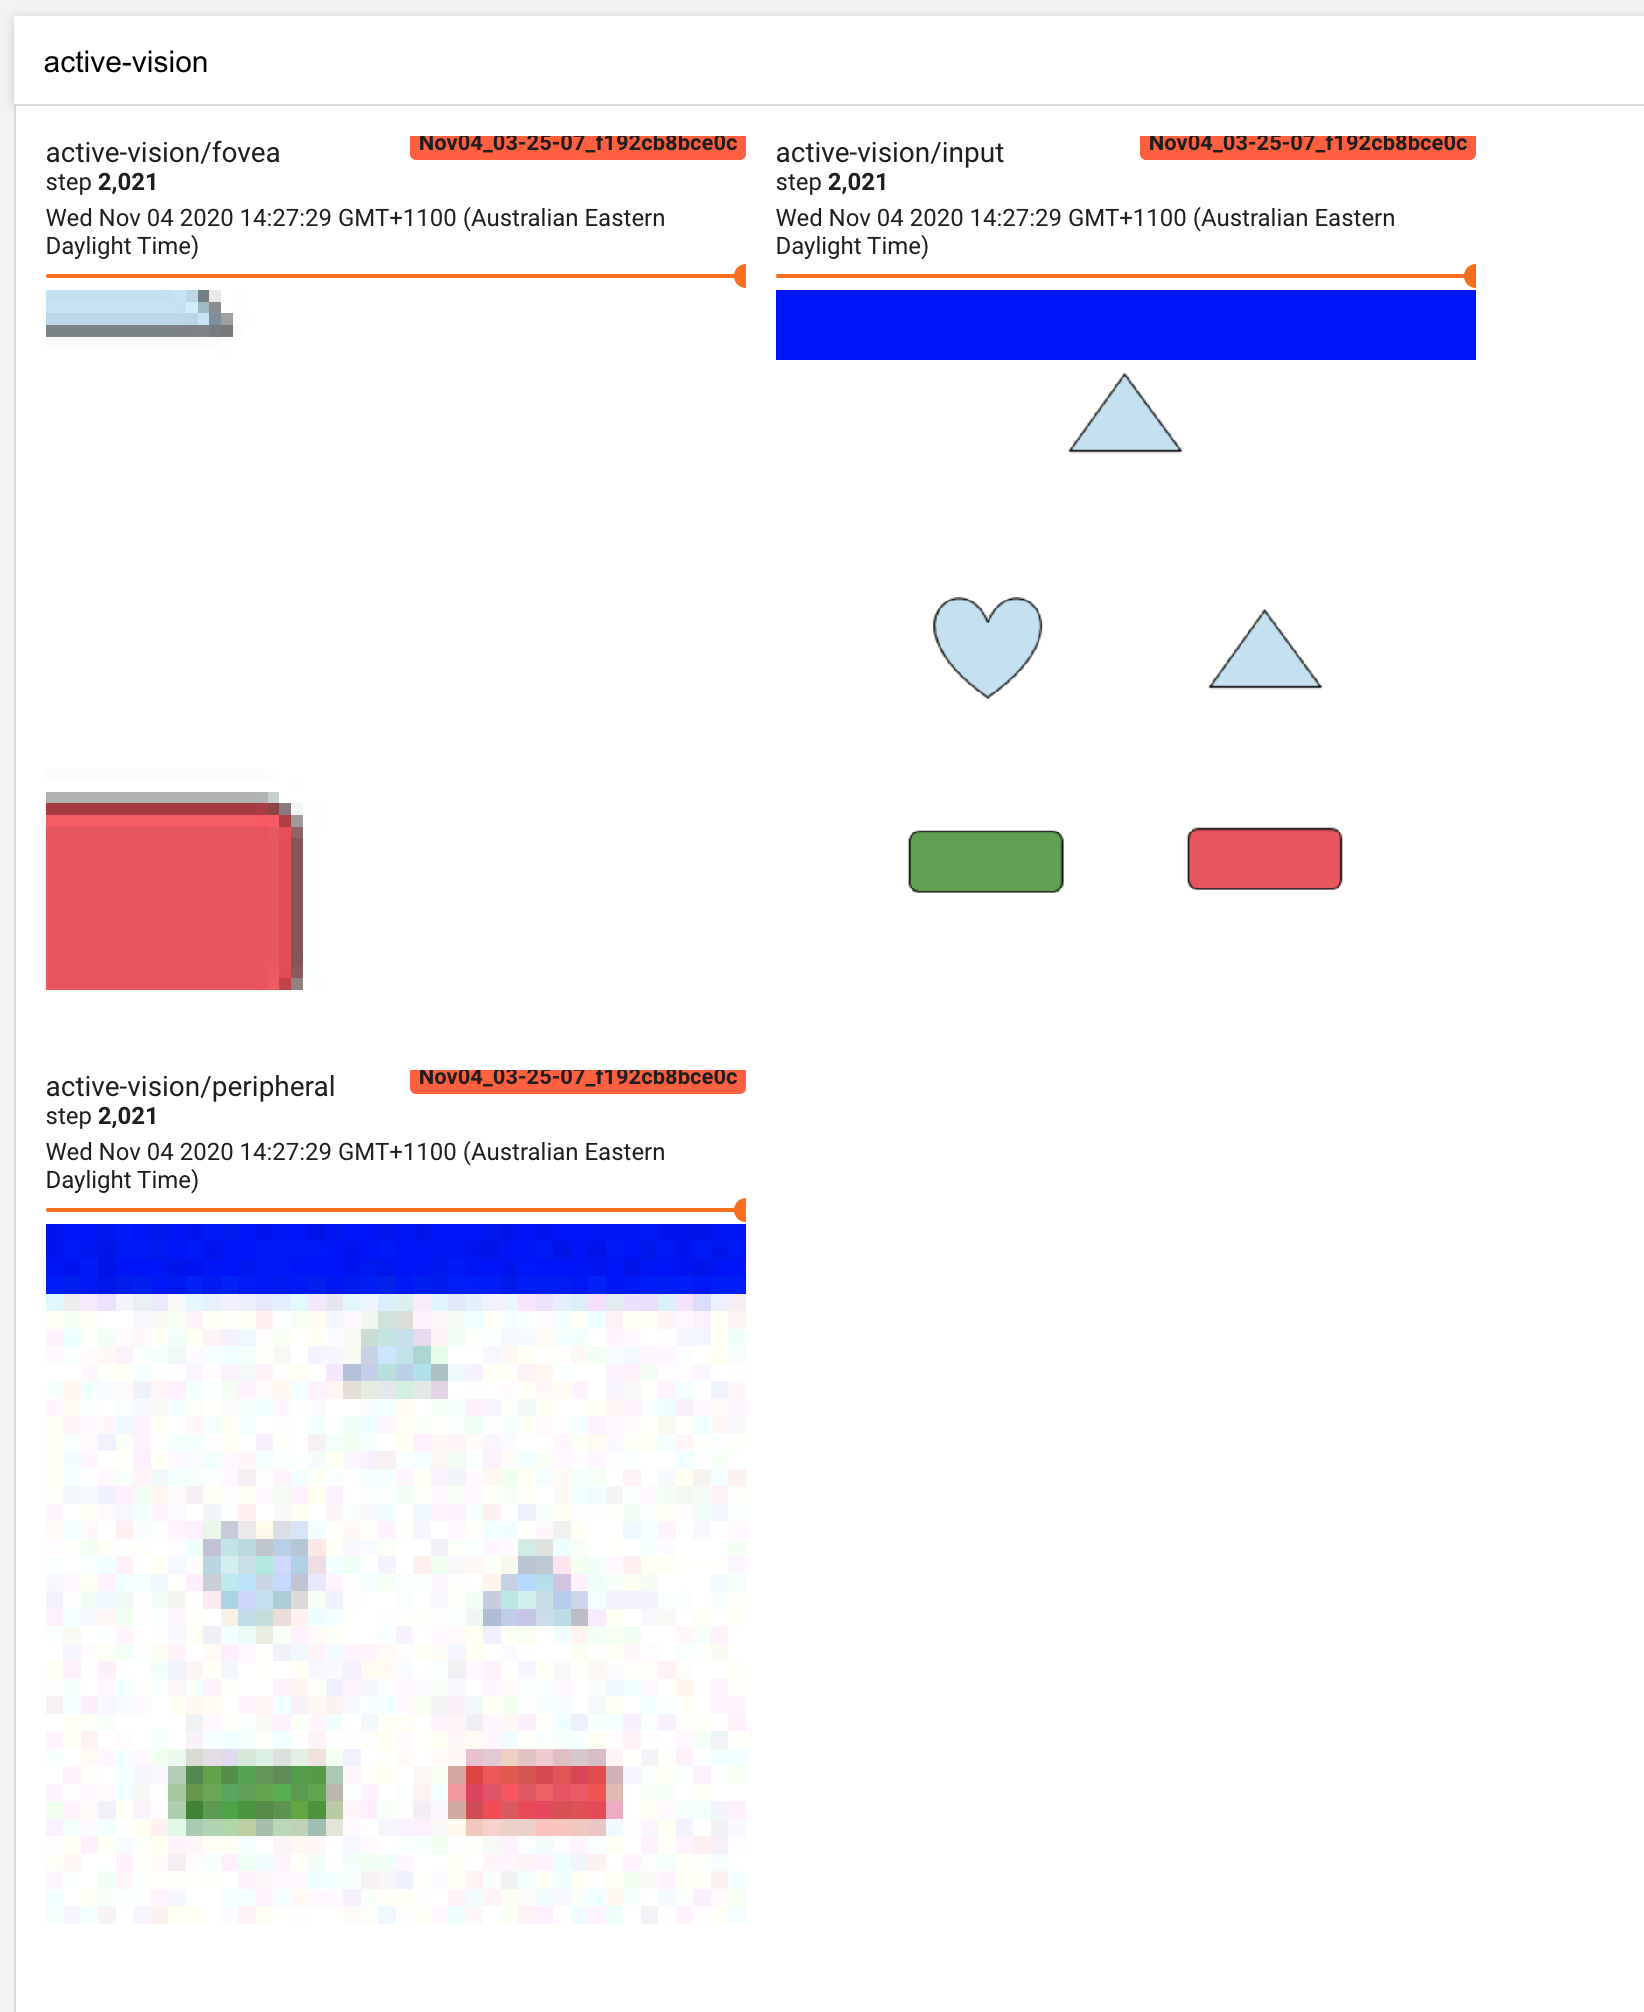 active-vision
active-vision/fovea
Nov04_03-25-07_f192cb8bce0c
step 2,021
Wed Nov 04 2020 14:27:29 GMT+1100 (Australian Eastern
Daylight Time)
active-vision/input
Nov04_03-25-07_f192cb8bce0c
step 2,021
Wed Nov 04 2020 14:27:29 GMT+1100 (Australian Eastern
Daylight Time)
active-vision/peripheral
Nov04_03-25-07_f192cb8bce0c
step 2,021
Wed Nov 04 2020 14:27:29 GMT+1100 (Australian Eastern
Daylight Time)